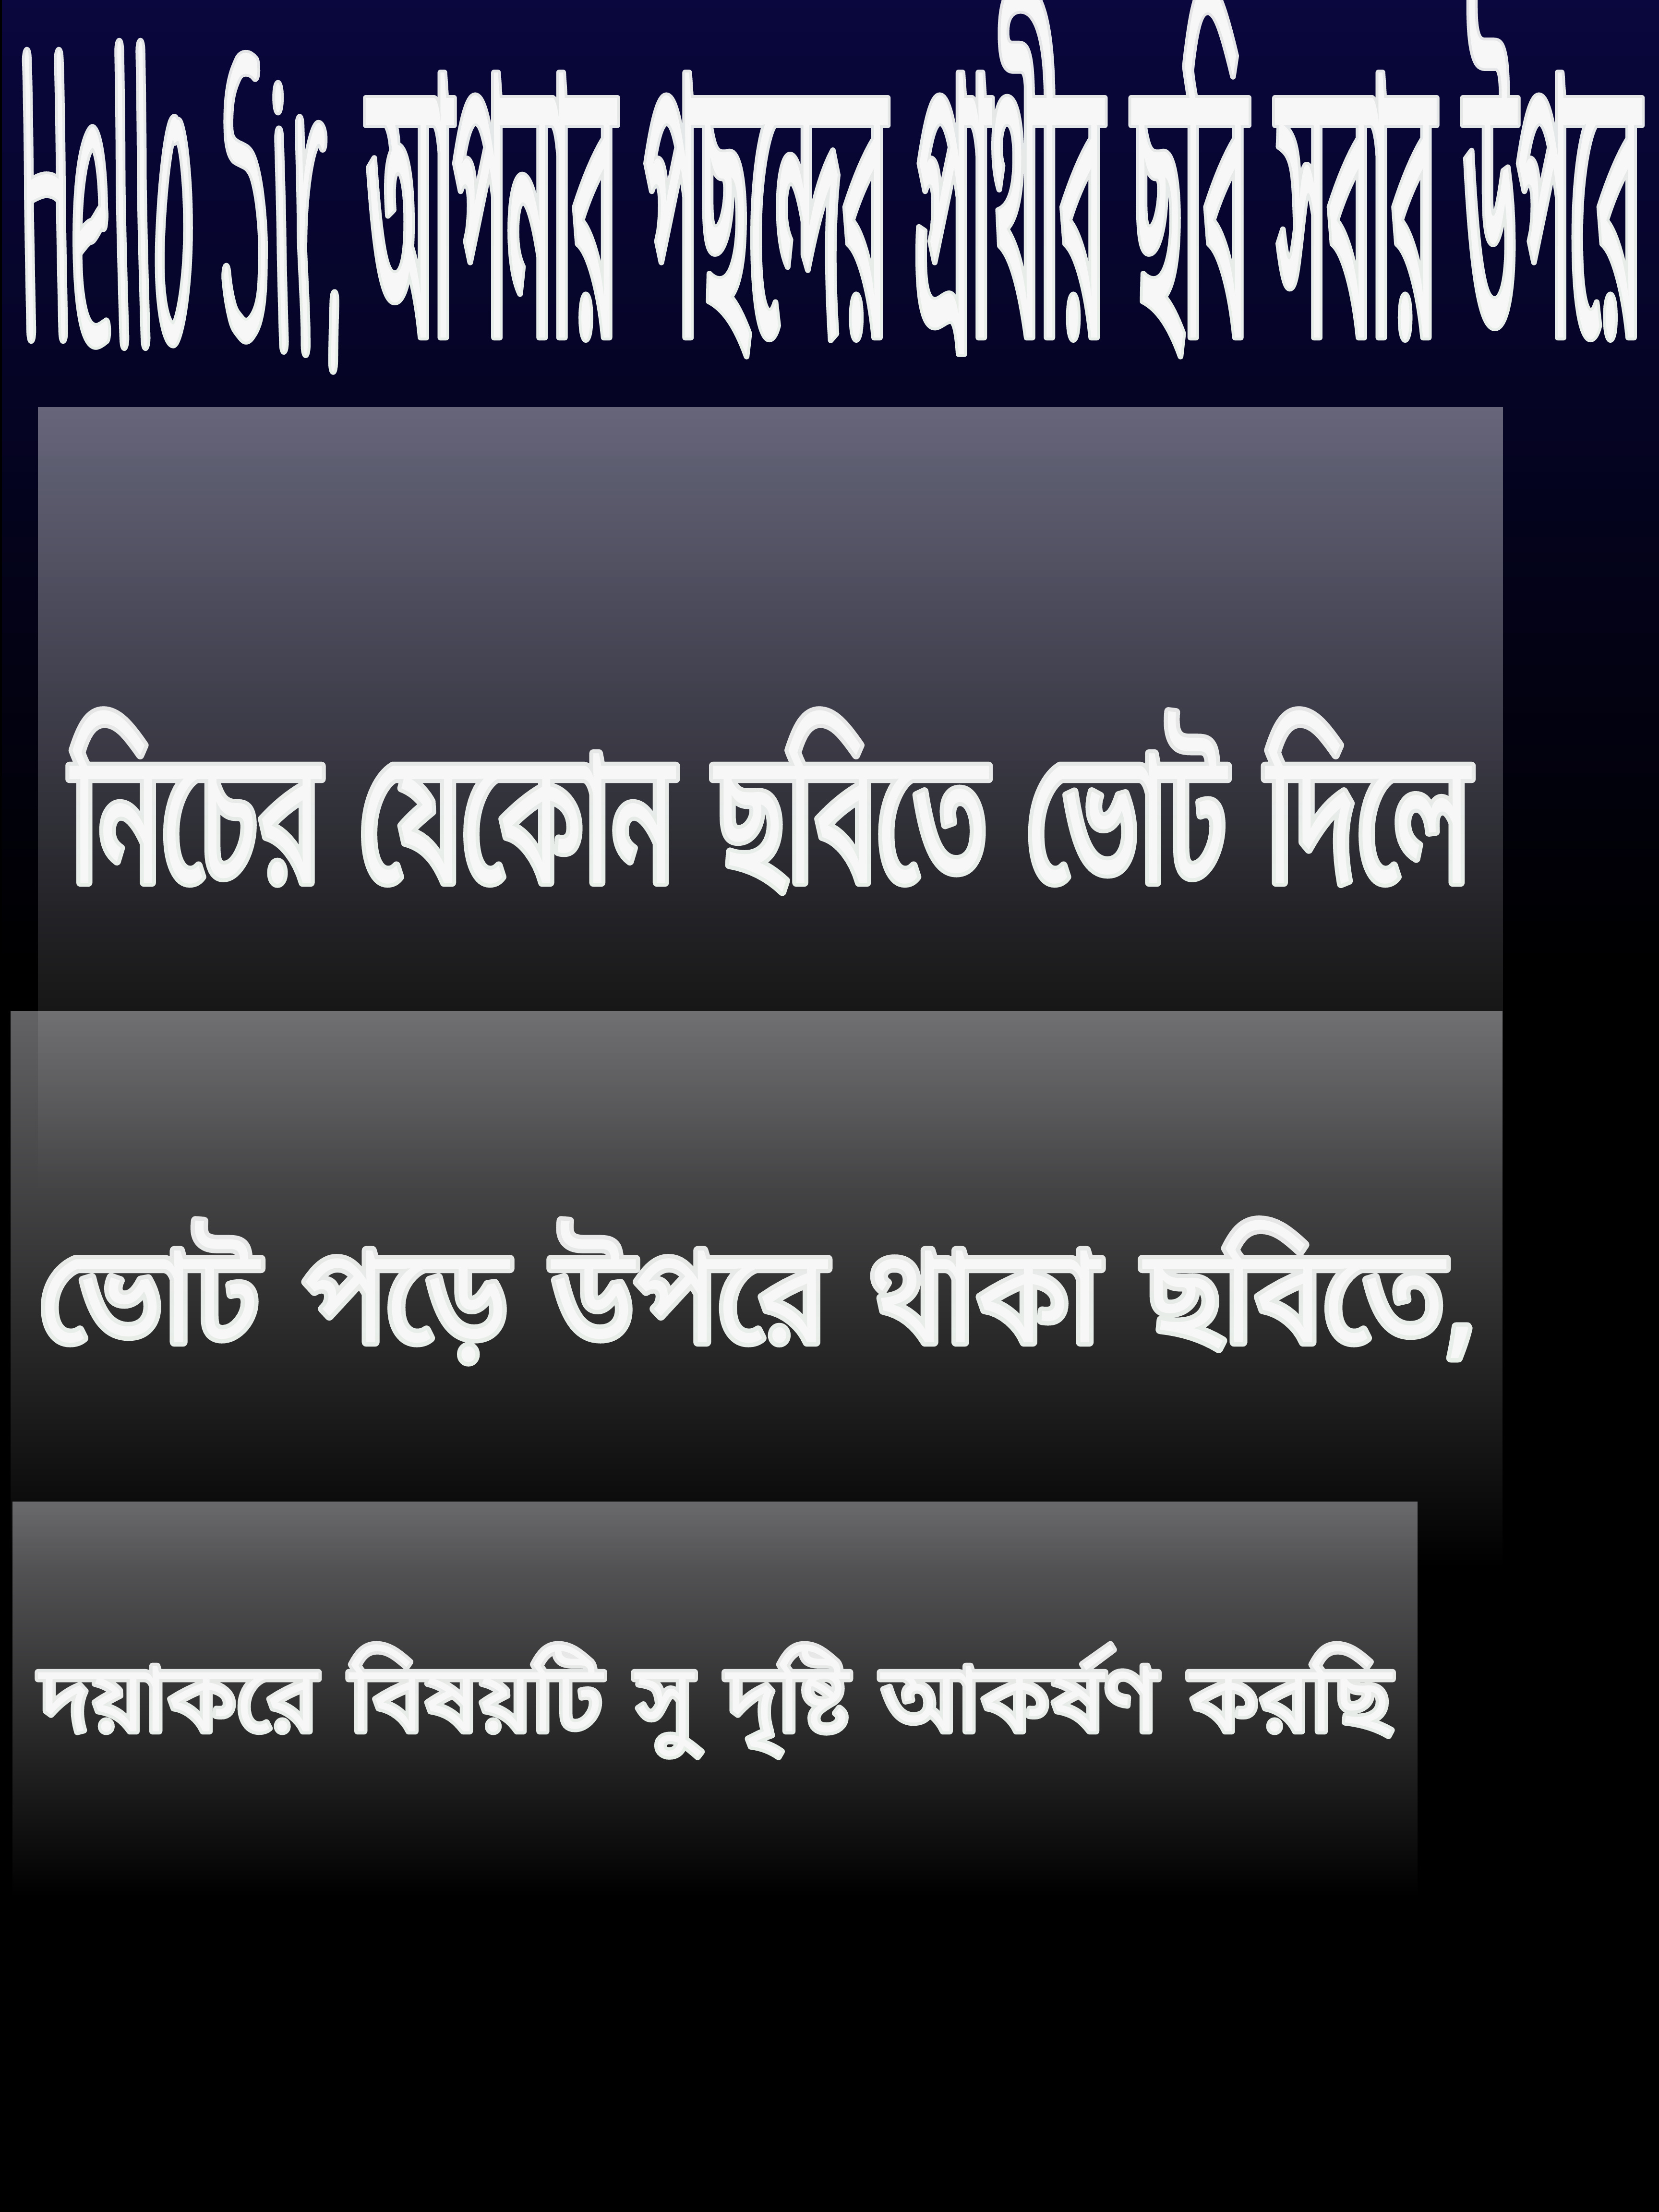 Hello Sir, আপনার পছন্দের প্রার্থীর ছবি সবার উপরে
নিচের যেকোন ছবিতে ভোট দিলে
ভোট পড়ে উপরে থাকা ছবিতে,
দয়াকরে বিষয়টি সু দৃষ্টি আকর্ষণ করছি